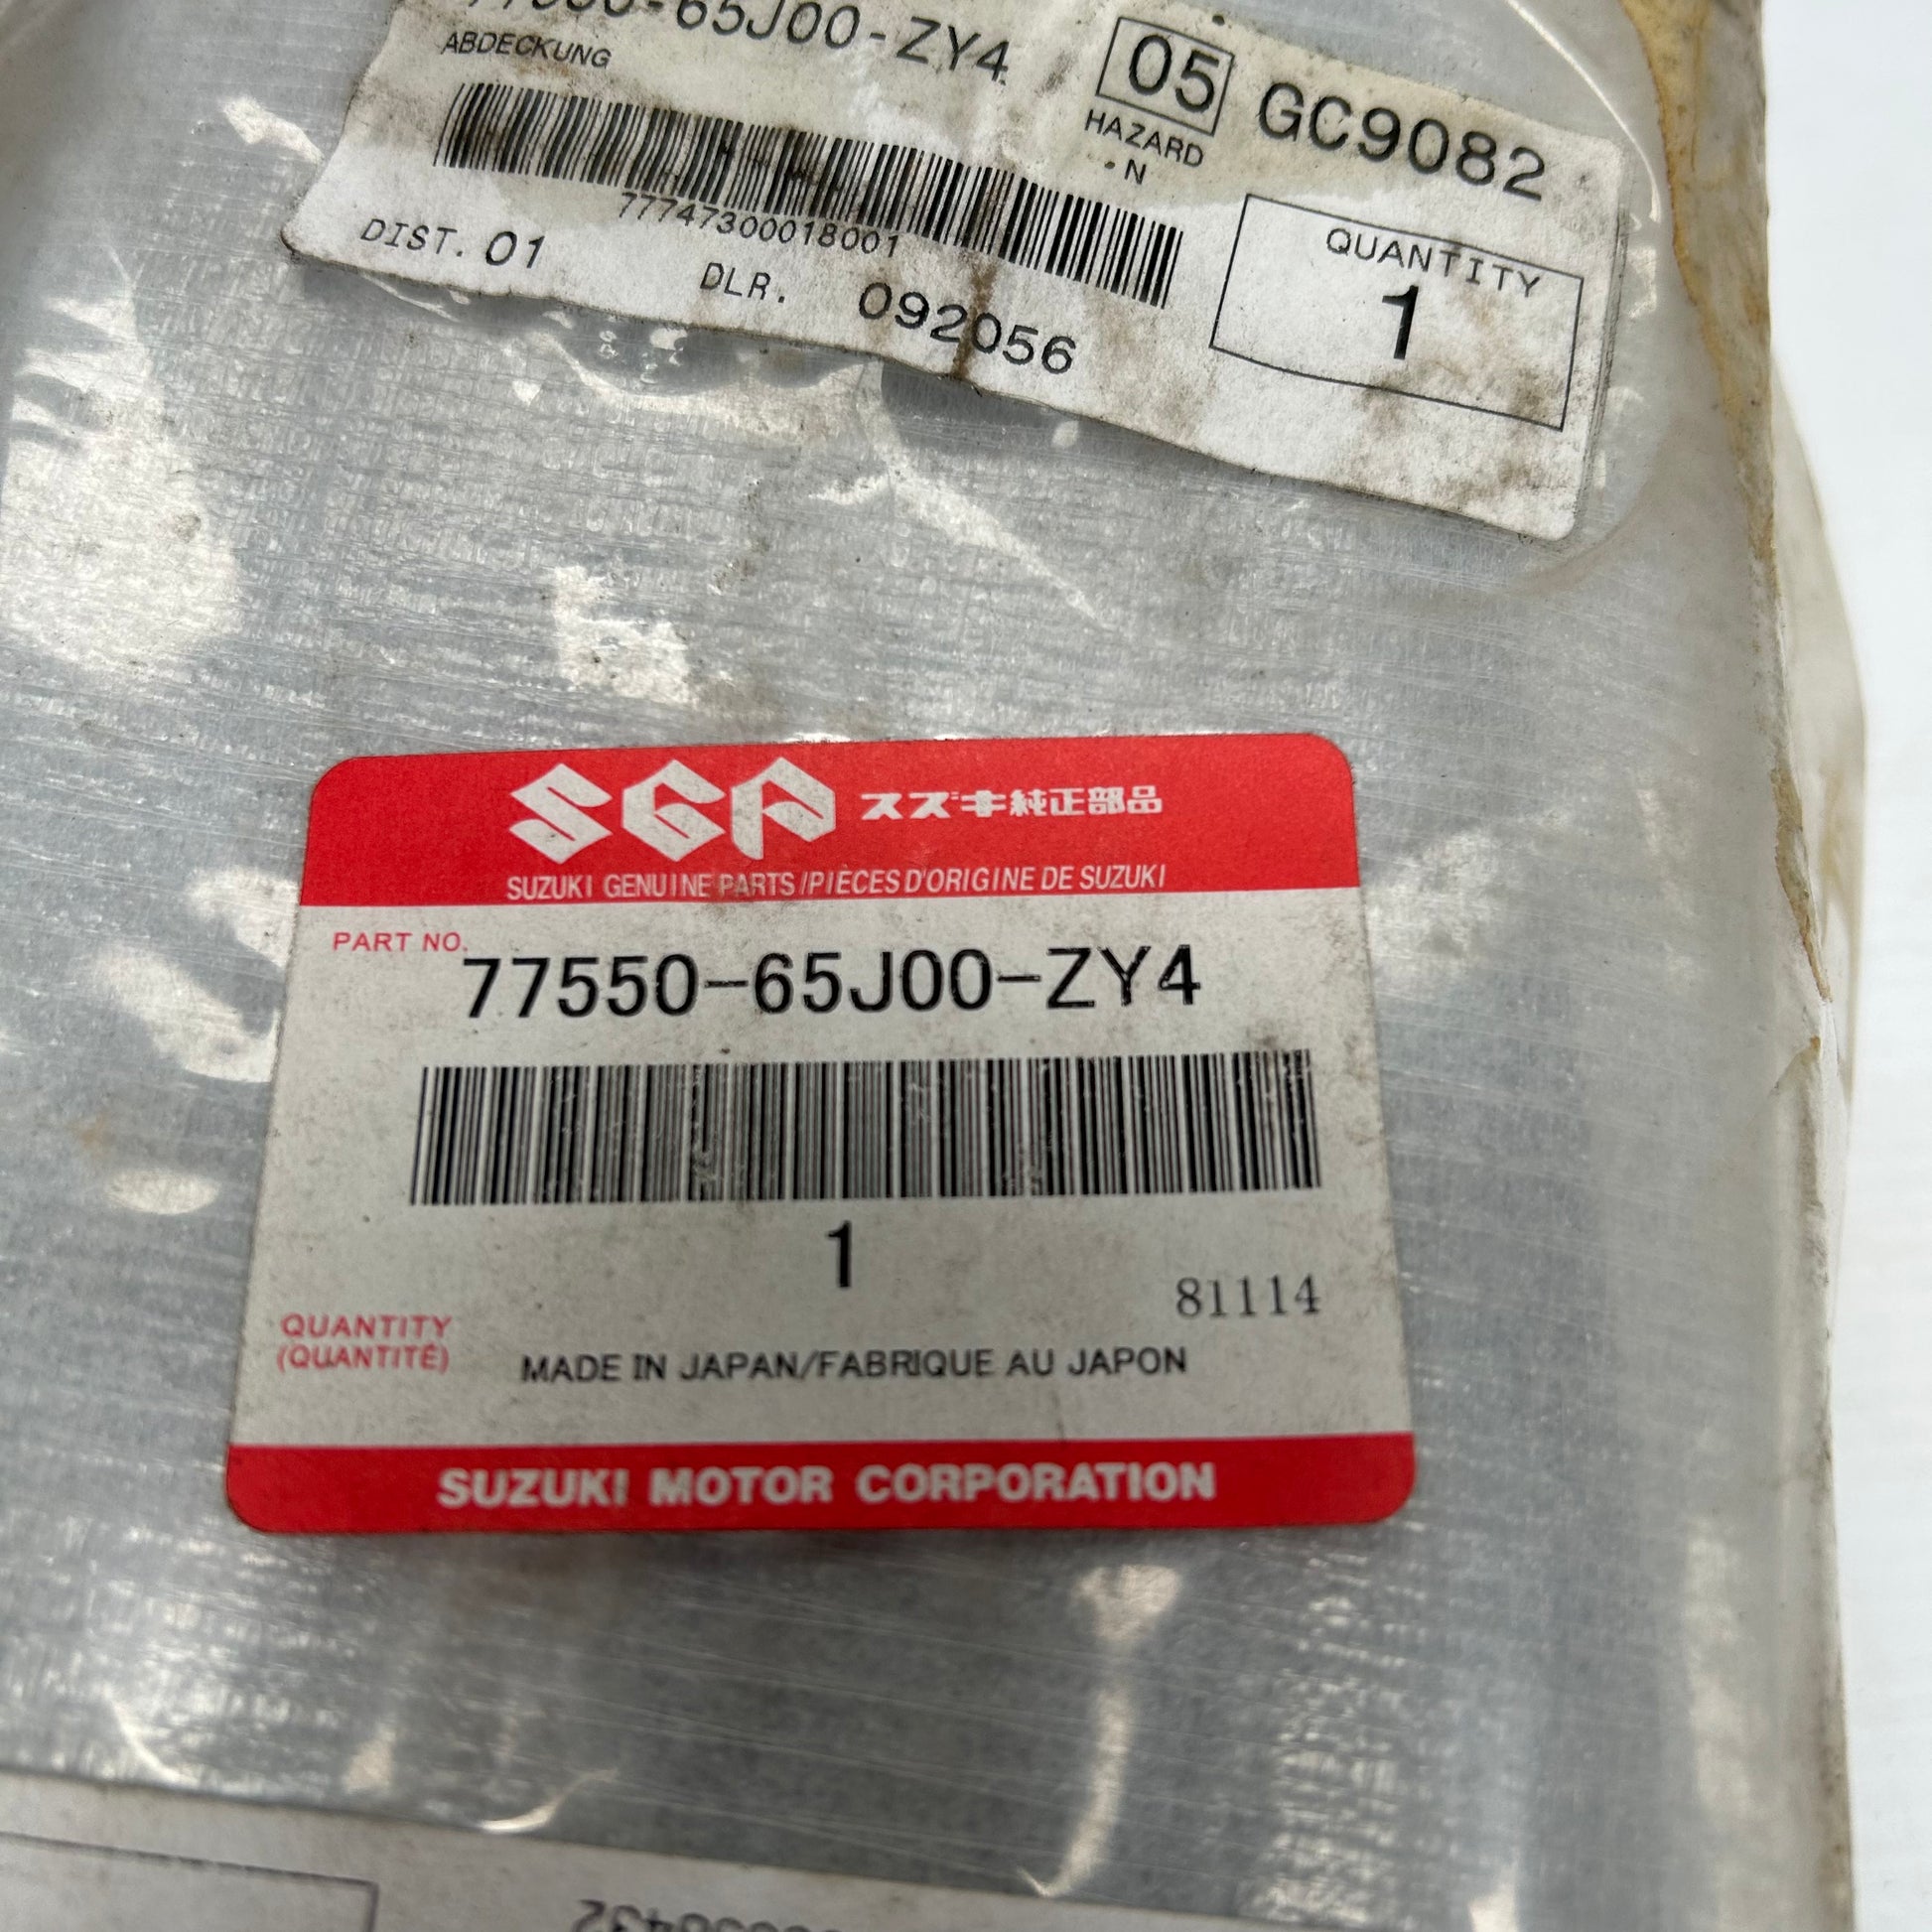 77550-65J00-ZY4
ABDECKUNG
05 GC9082
HAZARD
.N
77747300018001
DIST. 01 DLR. 092056
QUANTITY
1
SGP スズキ純正部品
SUZUKI GENUINE PARTS/PIÈCES D'ORIGINE DE SUZUKI
PART NO. 77550-65J00-ZY4
1
81114
QUANTITY
(QUANTITÉ)
MADE IN JAPAN/FABRIQUE AU JAPON
SUZUKI MOTOR CORPORATION